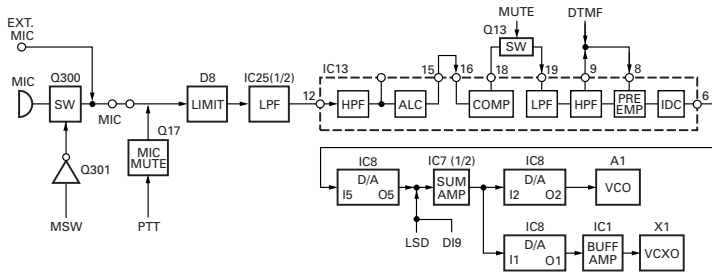 MUTE
DTMF
EXT.
MIC
Q13
MIC
Q300
SW
MIC
Q17
MIC
MUTE
PTT
Q301
MSW
D8
LIMIT
IC25(1/2)
LPF
12
IC13
HPF
ALC
15
16
COMP
18
SW
19
LPF
9
HPF
8
PRE
EMP
IDC
6
IC8
D/A
I5 O5
IC7 (1/2)
SUM
AMP
LSD
DI9
IC8
D/A
I2 O2
A1
VCO
IC8
D/A
I1 O1
IC1
BUFF
AMP
X1
VCXO